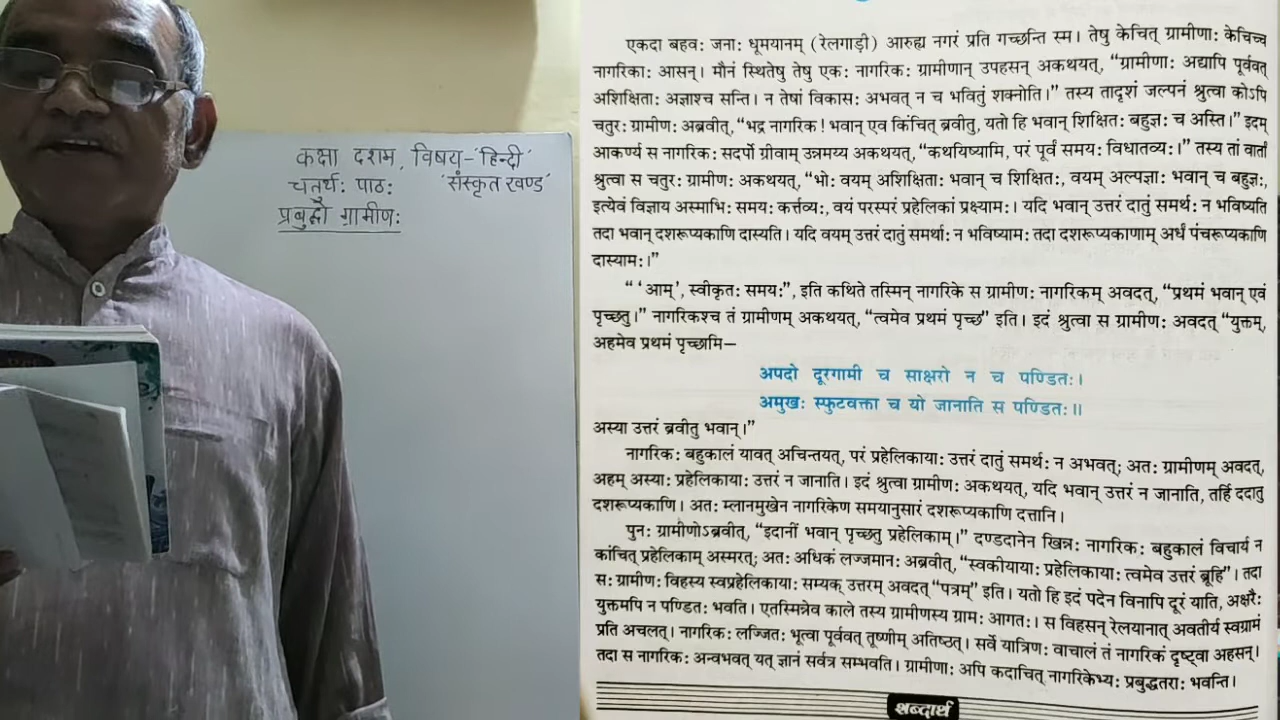 कक्षा दशम, विषय-'हिन्दी'
चतुर्थ: पाठ: 'संस्कृत खण्ड'
प्रबुद्धो ग्रामीण:
एकदा बहव: जना: धूमयानम् (रेलगाड़ी) आरुह्य नगरं प्रति गच्छन्ति स्म। तेषु केचित् ग्रामीणा: केचिच्च
नागरिका: आसन्। मौनं स्थितेषु तेषु एक: नागरिक: ग्रामीणान् उपहसन् अकथयत्, “ग्रामीणा: अद्यापि पूर्ववत्
अशिक्षिता: अज्ञाश्च सन्ति। न तेषां विकास: अभवत् न च भवितुं शक्नोति।” तस्य तादृशं जल्पनं श्रुत्वा कोऽपि
चतुर: ग्रामीण: अब्रवीत्, “भद्र नागरिक! भवान् एव किंचित् ब्रवीतु, यतो हि भवान् शिक्षित: बहुज्ञ: च अस्ति।” इदम्
आकर्ण्य स नागरिक: सदर्पो ग्रीवाम् उन्नमय्य अकथयत्, “कथयिष्यामि, परं पूर्वं समय: विधातव्य:।” तस्य तां वार्तां
श्रुत्वा स चतुर: ग्रामीण: अकथयत्, “भो: वयम् अशिक्षिता: भवान् च शिक्षित:, वयम् अल्पज्ञा: भवान् च बहुज्ञ:,
इत्येवं विज्ञाय अस्माभि: समय: कर्त्तव्य:, वयं परस्परं प्रहेलिकां प्रक्ष्याम:। यदि भवान् उत्तरं दातुं समर्थ: न भविष्यति
तदा भवान् दशरूप्यकाणि दास्यति। यदि वयम् उत्तरं दातुं समर्था: न भविष्याम: तदा दशरूप्यकाणाम् अर्धं पंचरूप्यकाणि
दास्याम:।”
“ ‘आम्’, स्वीकृत: समय:”, इति कथिते तस्मिन् नागरिके स ग्रामीण: नागरिकम् अवदत्, “प्रथमं भवान् एवं
पृच्छतु।” नागरिकश्च तं ग्रामीणम् अकथयत्, “त्वमेव प्रथमं पृच्छ” इति। इदं श्रुत्वा स ग्रामीण: अवदत् “युक्तम्,
अहमेव प्रथमं पृच्छामि–
अपदो दूरगामी च साक्षरो न च पण्डित:।
अमुख: स्फुटवक्ता च यो जानाति स पण्डित:॥
अस्या उत्तरं ब्रवीतु भवान्।”
नागरिक: बहुकालं यावत् अचिन्तयत्, परं प्रहेलिकाया: उत्तरं दातुं समर्थ: न अभवत्; अत: ग्रामीणम् अवदत्,
अहम् अस्या: प्रहेलिकाया: उत्तरं न जानाति। इदं श्रुत्वा ग्रामीण: अकथयत्, यदि भवान् उत्तरं न जानाति, तर्हि ददातु
दशरूप्यकाणि। अत: म्लानमुखेन नागरिकेण समयानुसारं दशरूप्यकाणि दत्तानि।
पुन: ग्रामीणोऽब्रवीत्, “इदानीं भवान् पृच्छतु प्रहेलिकाम्।” दण्डदानेन खिन्न: नागरिक: बहुकालं विचार्य न
कांचित् प्रहेलिकाम् अस्मरत्; अत: अधिकं लज्जमान: अब्रवीत्, “स्वकीयाया: प्रहेलिकाया: त्वमेव उत्तरं ब्रूहि”। तदा
स: ग्रामीण: विहस्य स्वप्रहेलिकाया: सम्यक् उत्तरम् अवदत् “पत्रम्” इति। यतो हि इदं पदेन विनापि दूरं याति, अक्षरै:
युक्तमपि न पण्डित: भवति। एतस्मिन्नेव काले तस्य ग्रामीणस्य ग्राम: आगत:। स विहसन् रेलयानात् अवतीर्य स्वग्रामं
प्रति अचलत्। नागरिक: लज्जित: भूत्वा पूर्ववत् तूष्णीम् अतिष्ठत्। सर्वे यात्रिण: वाचालं तं नागरिकं दृष्ट्वा अहसन्।
तदा स नागरिक: अन्वभवत् यत् ज्ञानं सर्वत्र सम्भवति। ग्रामीणा: अपि कदाचित् नागरिकेभ्य: प्रबुद्धतरा: भवन्ति।
शब्दार्थ